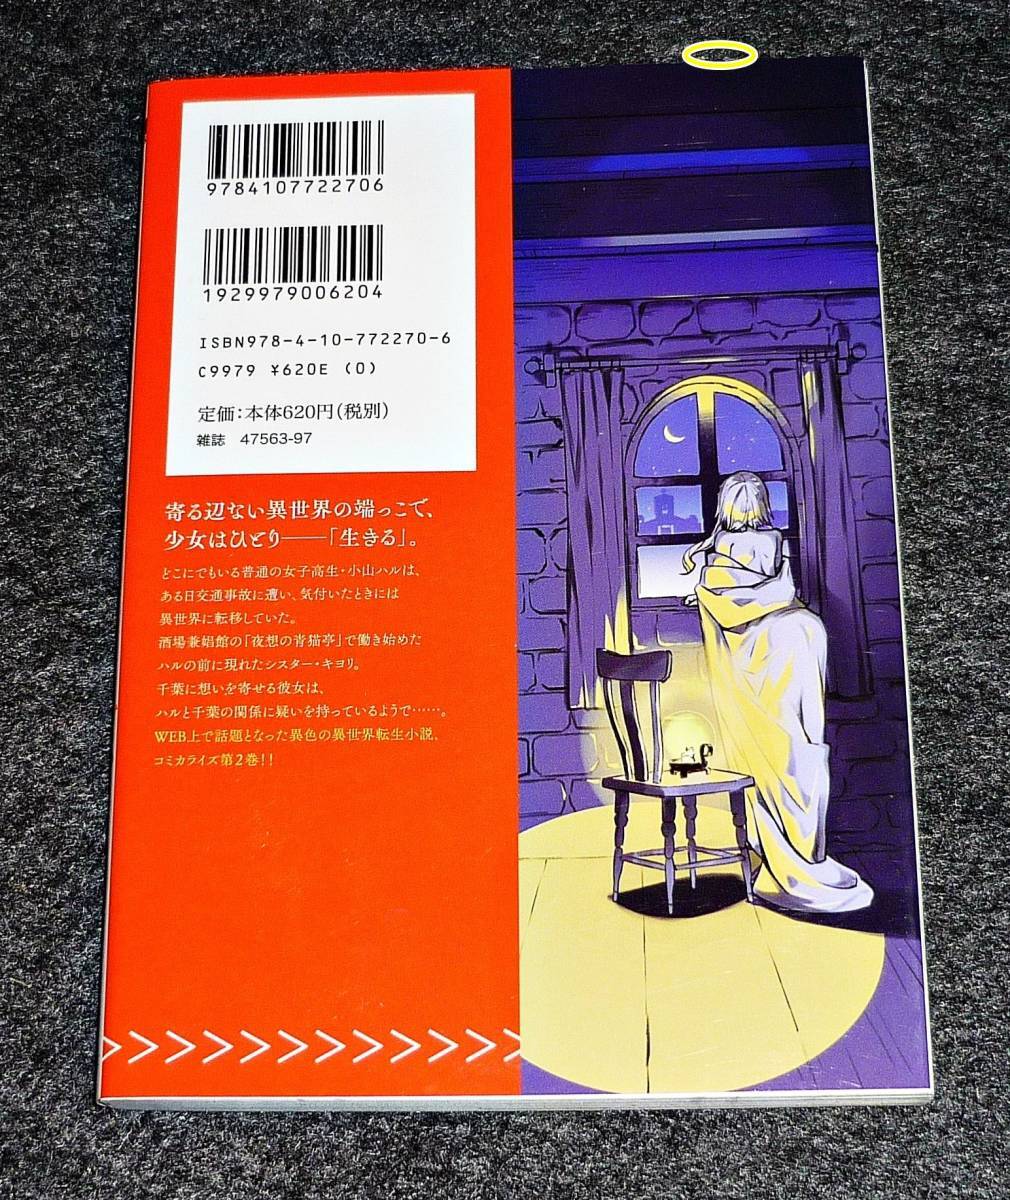 9784107722706
1929979006204
ISBN978-4-10-772270-6
C9979 ¥620E (0)
定価:本体620円(税別)
雑誌 47563-97
寄る辺ない異世界の端っこで、
少女はひとり――「生きる」。
どこにでもいる普通の女子高生・小山ハルは、
ある日交通事故に遭い、気付いたときには
異世界に転移していた。
酒場兼娼館の「夜想の青猫亭」で働き始めた
ハルの前に現れたシスター・キヨリ。
千葉に想いを寄せる彼女は、
ハルと千葉の関係に疑いを持っているようで……。
WEB上で話題となった異色の異世界転生小説、
コミカライズ第2巻!!